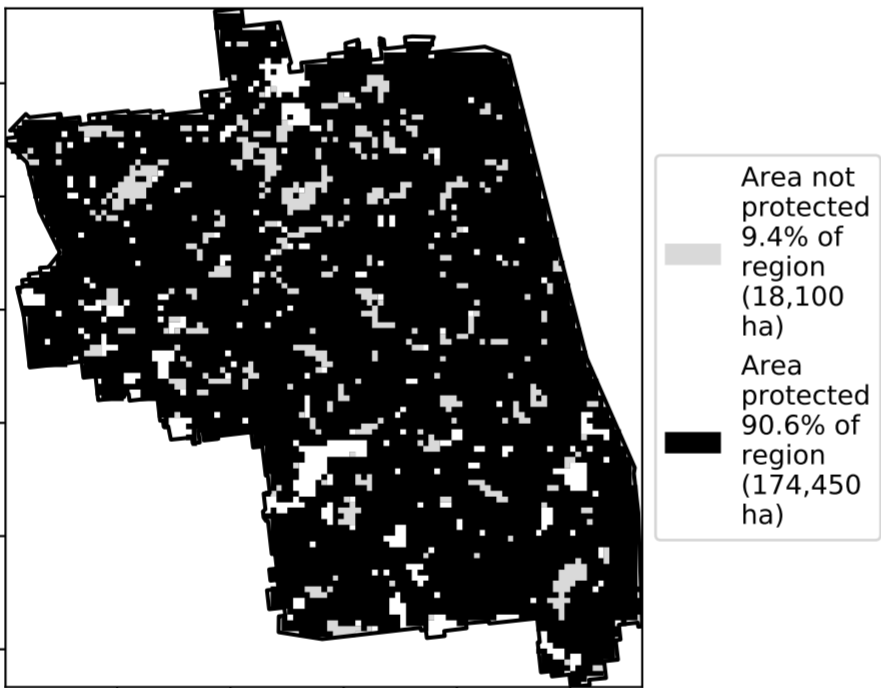 Area not
protected
9.4% of
region
(18,100
ha)
Area
protected
90.6% of
region
(174,450
ha)